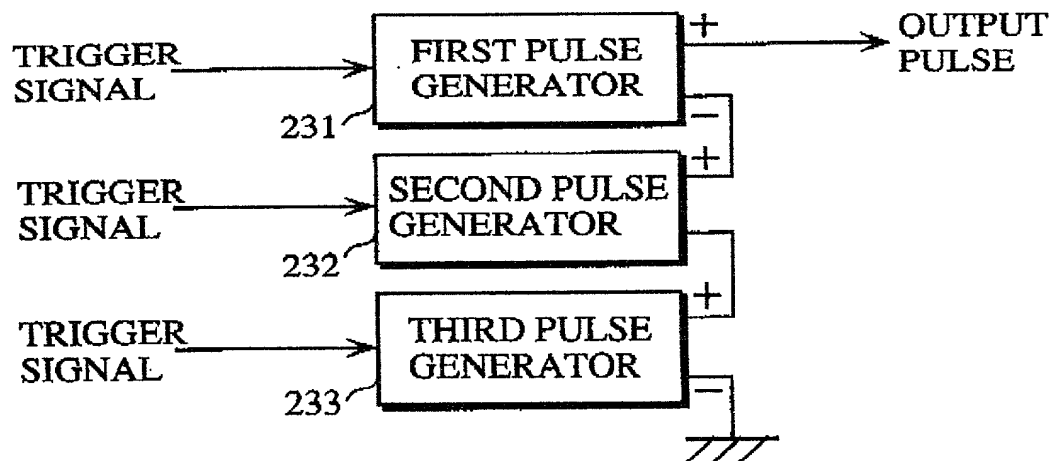 TRIGGER
SIGNAL
FIRST PULSE
GENERATOR
+
−
OUTPUT
PULSE
231
TRIGGER
SIGNAL
SECOND PULSE
GENERATOR
+
232
TRIGGER
SIGNAL
THIRD PULSE
GENERATOR
+
−
233